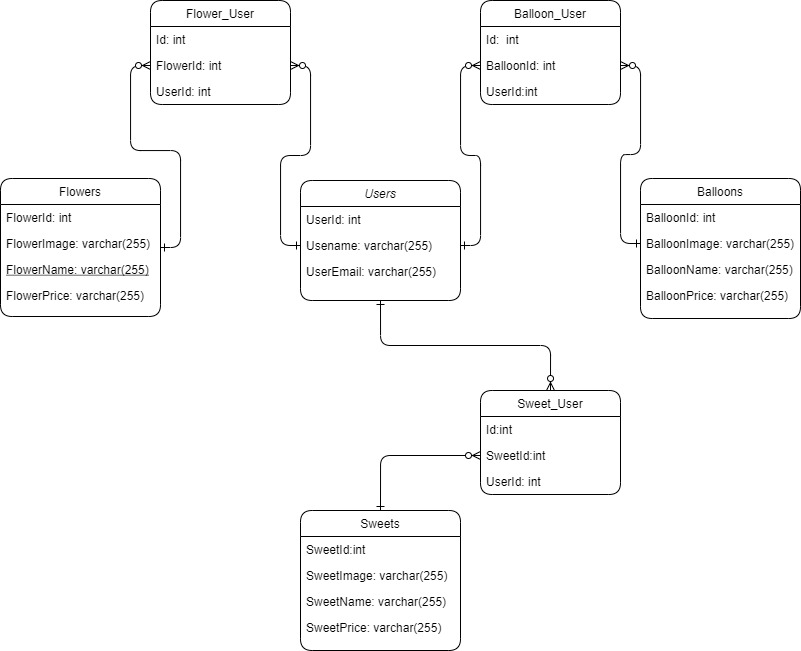 Flower_User
Id: int
FlowerId: int
UserId: int
Balloon_User
Id: int
BalloonId: int
UserId:int
Flowers
FlowerId: int
FlowerImage: varchar(255)
FlowerName: varchar(255)
FlowerPrice: varchar(255)
Users
UserId: int
Usename: varchar(255)
UserEmail: varchar(255)
Balloons
BalloonId: int
BalloonImage: varchar(255)
BalloonName: varchar(255)
BalloonPrice: varchar(255)
Sweet_User
Id:int
SweetId:int
UserId: int
Sweets
SweetId:int
SweetImage: varchar(255)
SweetName: varchar(255)
SweetPrice: varchar(255)